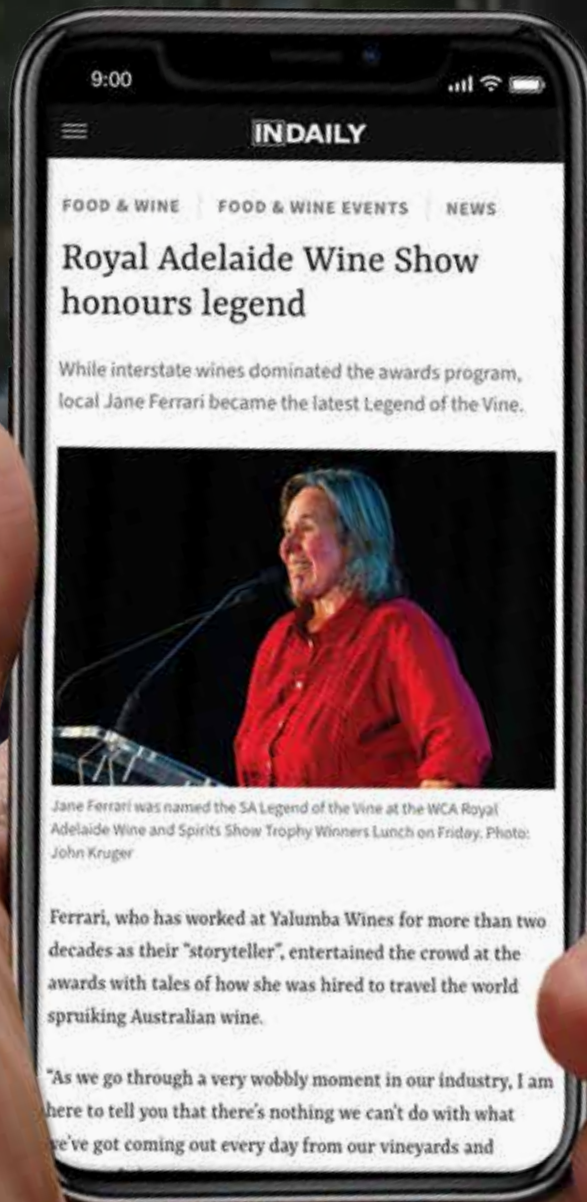 9:00
INDAILY
FOOD & WINE FOOD & WINE EVENTS NEWS
Royal Adelaide Wine Show
honours legend
While interstate wines dominated the awards program,
local Jane Ferrari became the latest Legend of the Vine.
Jane Ferrari was named the SA Legend of the Vine at the WCA Royal
Adelaide Wine and Spirits Show Trophy Winners Lunch on Friday. Photo:
John Kruger
Ferrari, who has worked at Yalumba Wines for more than two
decades as their "storyteller", entertained the crowd at the
awards with tales of how she was hired to travel the world
spruiking Australian wine.
"As we go through a very wobbly moment in our industry, I am
here to tell you that there's nothing we can't do with what
we've got coming out every day from our vineyards and